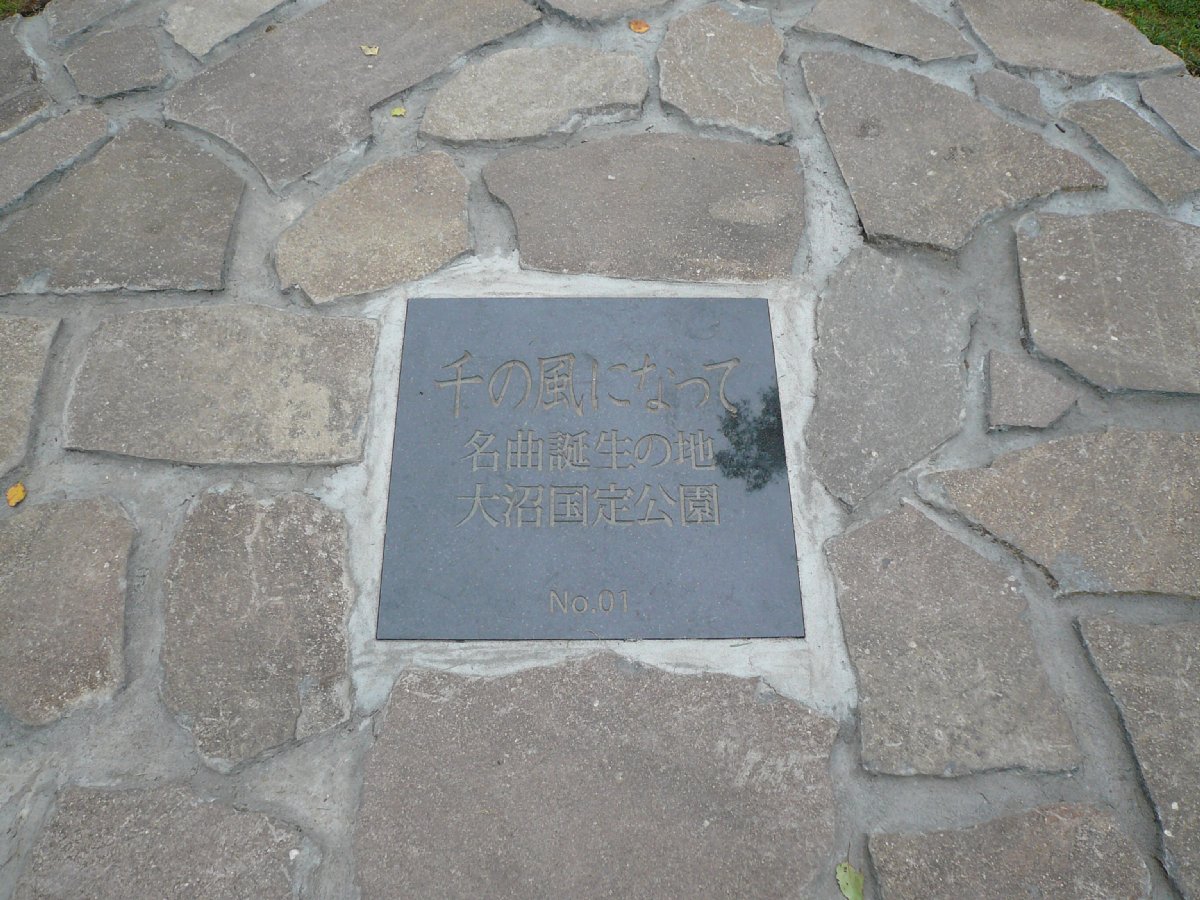 千の風になって
名曲誕生の地
大沼国定公園
No.01